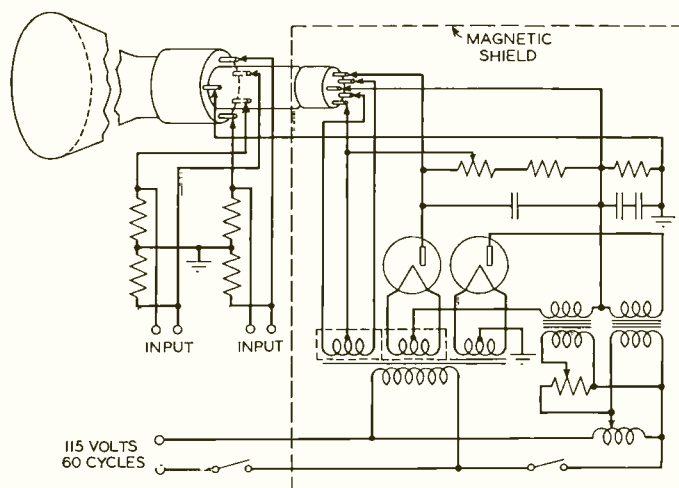 MAGNETIC
SHIELD
INPUT
INPUT
115 VOLTS
60 CYCLES